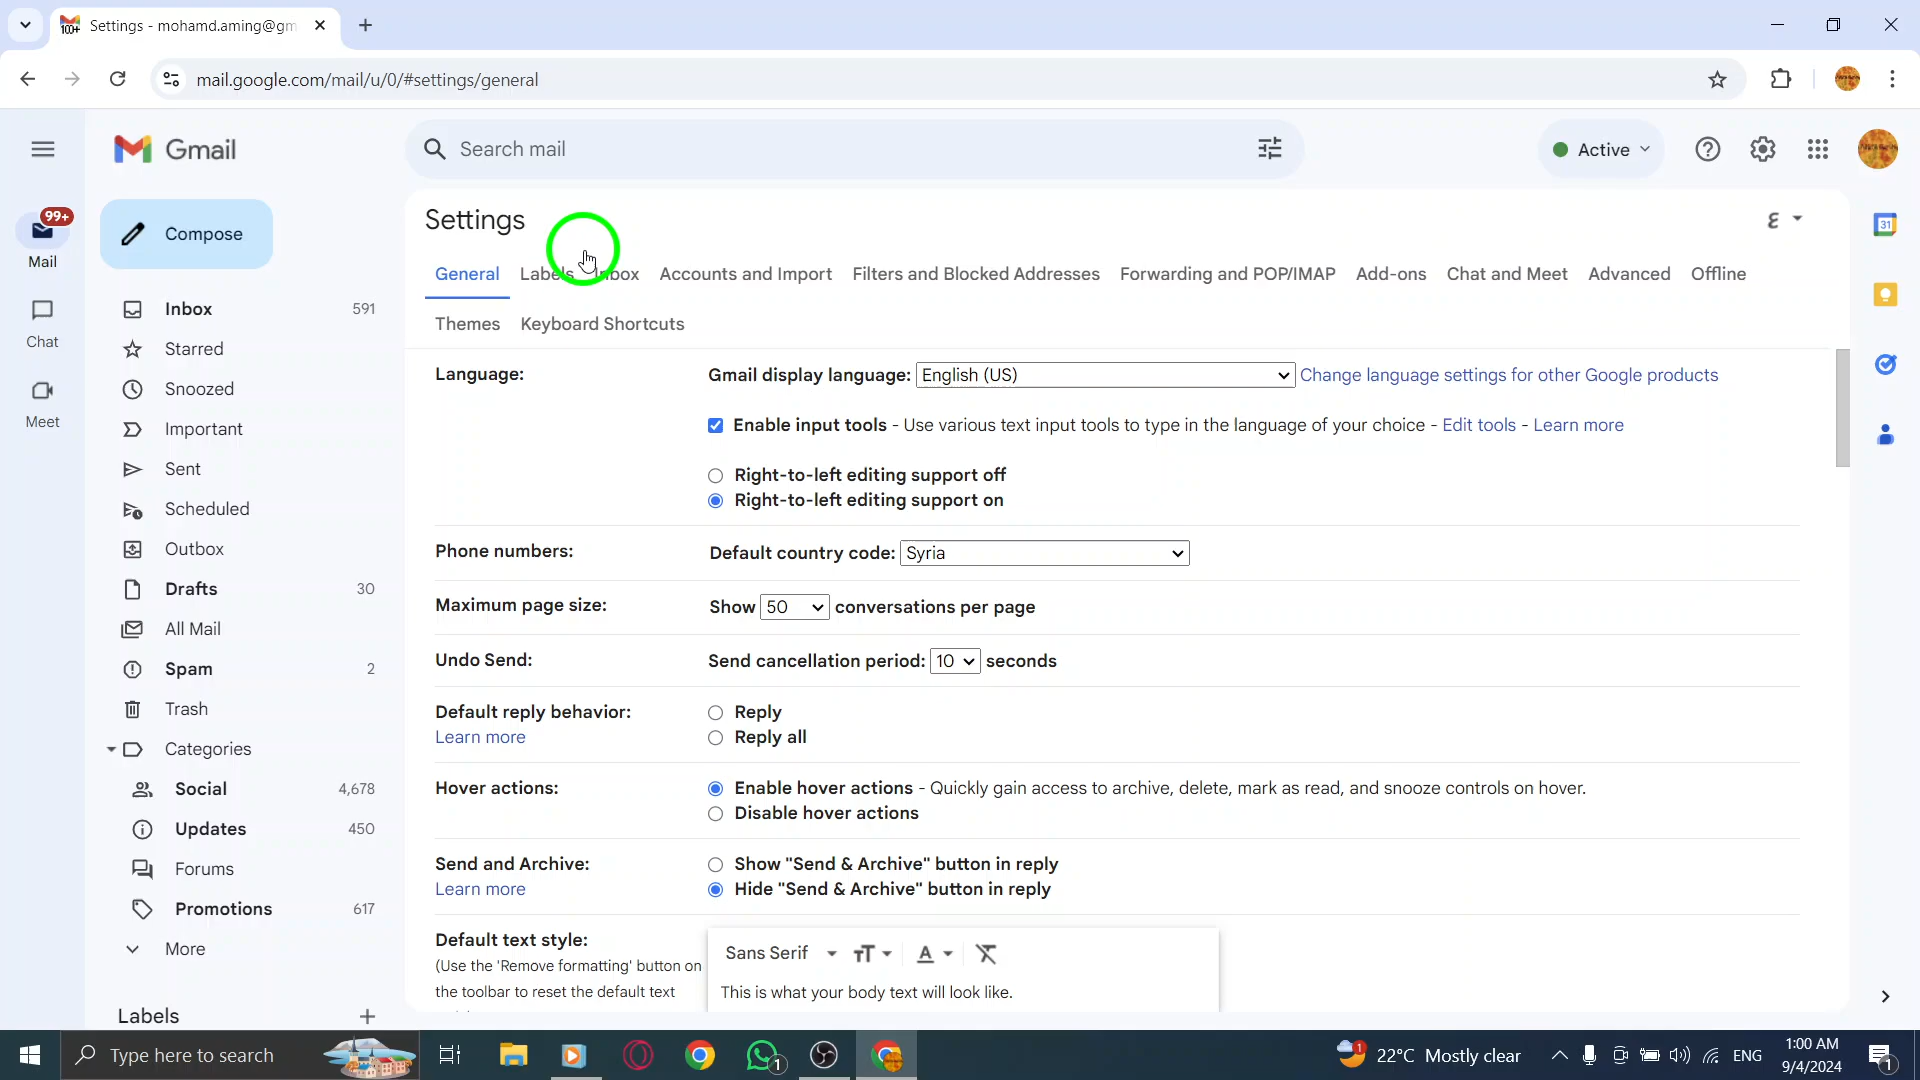 Settings - mohamd.aming@gm
mail.google.com/mail/u/0/#settings/general
Gmail
Search mail
Active
99+
Mail
Chat
Meet
Compose
Inbox 591
Starred
Snoozed
Important
Sent
Scheduled
Outbox
Drafts 30
All Mail
Spam 2
Trash
Categories
Social 4,678
Updates 450
Forums
Promotions 617
More
Labels
Settings
General Labels Inbox Accounts and Import Filters and Blocked Addresses Forwarding and POP/IMAP Add-ons Chat and Meet Advanced Offline
Themes Keyboard Shortcuts
Language: Gmail display language: English (US) Change language settings for other Google products
Enable input tools - Use various text input tools to type in the language of your choice - Edit tools - Learn more
Right-to-left editing support off
Right-to-left editing support on
Phone numbers: Default country code: Syria
Maximum page size: Show 50 conversations per page
Undo Send: Send cancellation period: 10 seconds
Default reply behavior: Reply
Learn more Reply all
Hover actions: Enable hover actions - Quickly gain access to archive, delete, mark as read, and snooze controls on hover.
Disable hover actions
Send and Archive: Show "Send & Archive" button in reply
Learn more Hide "Send & Archive" button in reply
Default text style: Sans Serif
(Use the 'Remove formatting' button on
the toolbar to reset the default text This is what your body text will look like.
31
Type here to search
1
1
22°C Mostly clear
ENG
1:00 AM
9/4/2024
1